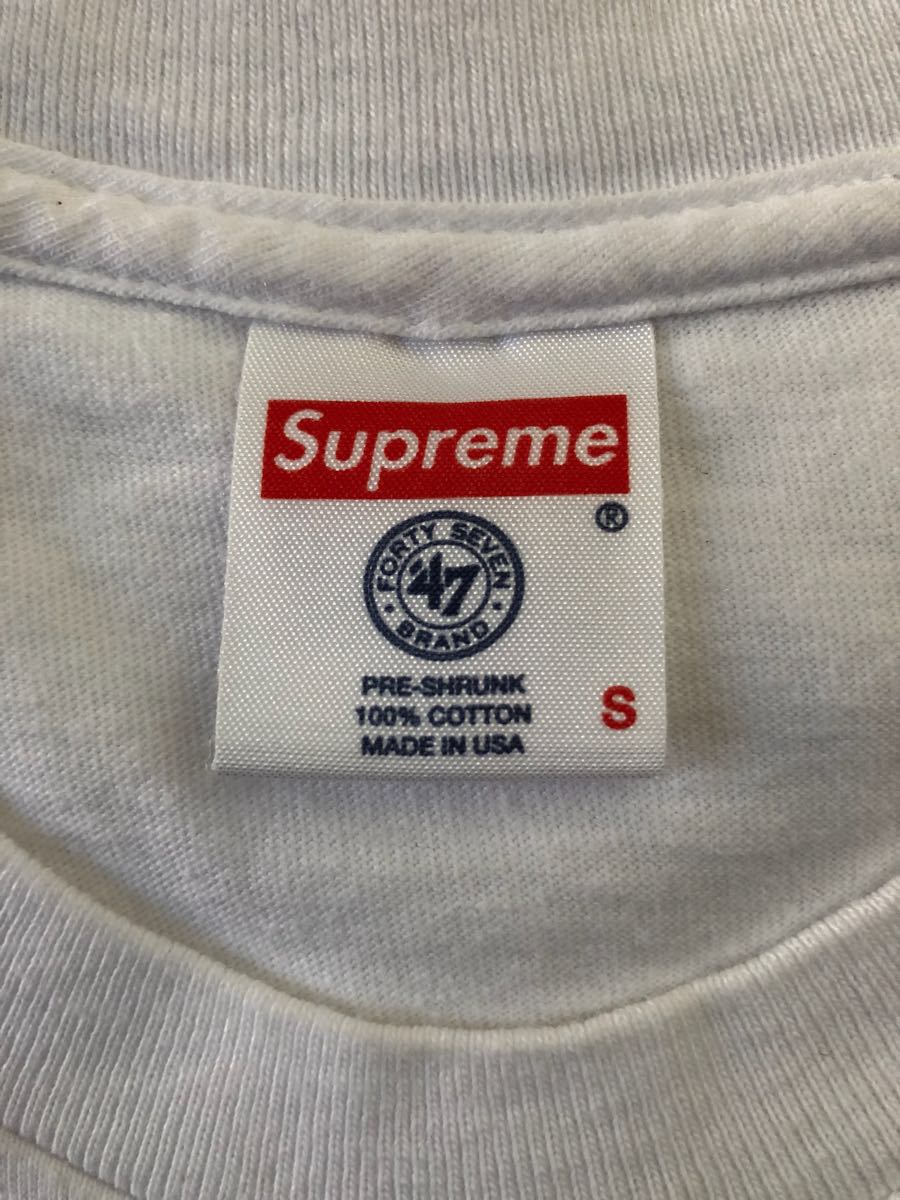 Supreme
®
FORTY SEVEN
'47
BRAND
PRE-SHRUNK
100% COTTON
MADE IN USA
S